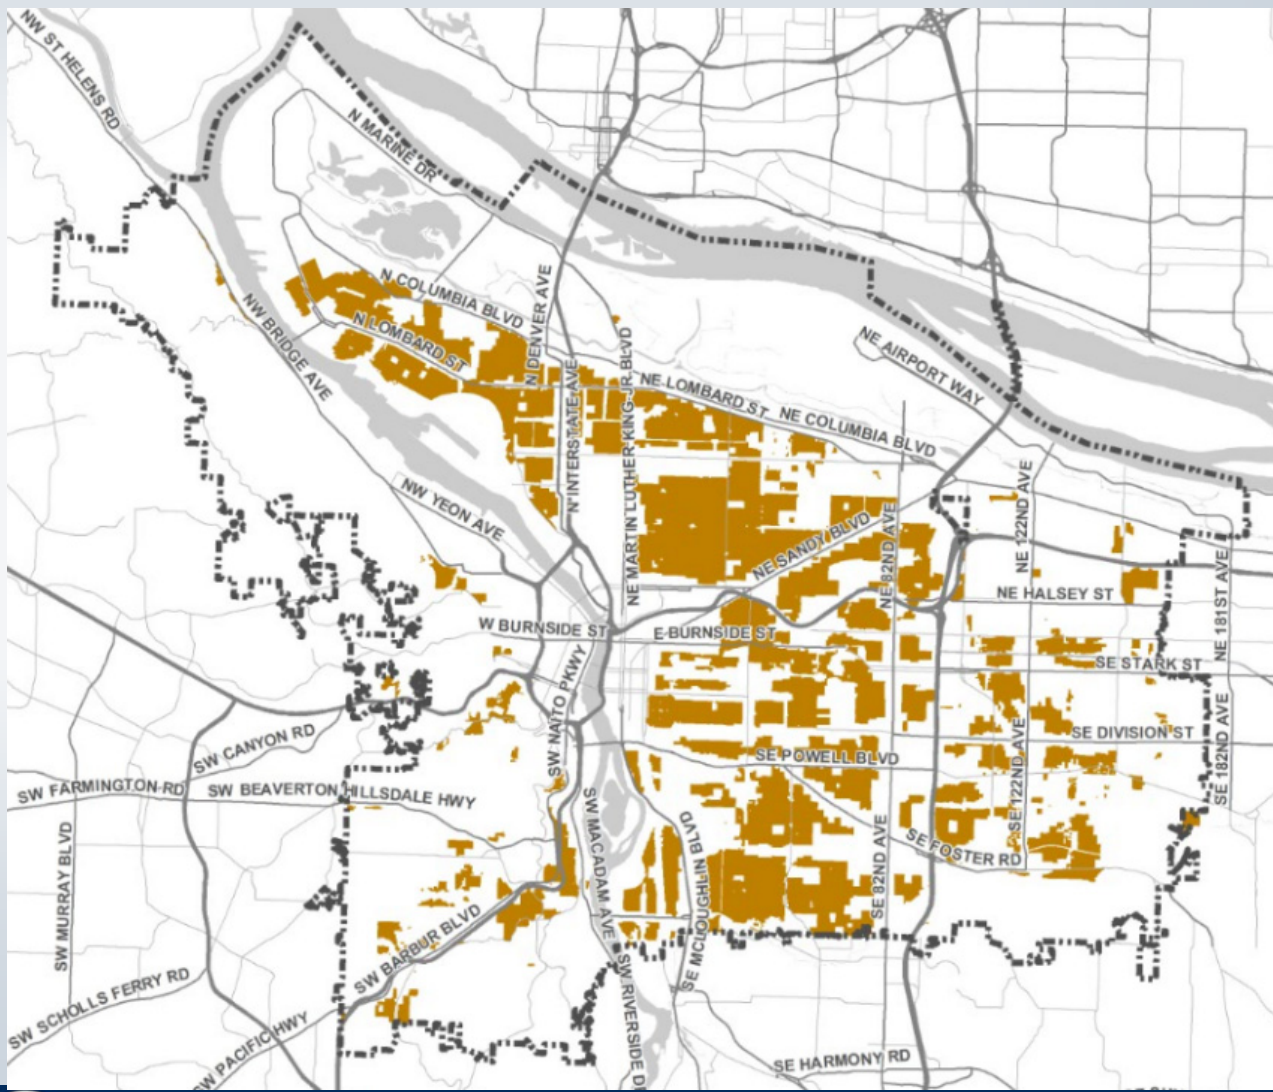 NW ST HELENS RD
N MARINE DR
N COLUMBIA BLVD
N LOMBARD ST
N DENVER AVE
NW BRIDGE AVE
N INTERSTATE AVE
NE MARTIN LUTHER KING JR BLVD
NE LOMBARD ST
NE COLUMBIA BLVD
NE AIRPORT WAY
NW YEON AVE
NE SANDY BLVD
NE 82ND AVE
NE 122ND AVE
NE HALSEY ST
NE 181ST AVE
W BURNSIDE ST
E BURNSIDE ST
SE STARK ST
SW NAITO PKWY
SW CANYON RD
SE DIVISION ST
SE 122ND AVE
SE 182ND AVE
SE POWELL BLVD
SW FARMINGTON RD
SW BEAVERTON HILLSDALE HWY
SW MACADAM AVE
SE MCLOUGHLIN BLVD
SE 82ND AVE
SE FOSTER RD
SW MURRAY BLVD
SW BARBUR BLVD
SW SCHOLLS FERRY RD
SW PACIFIC HWY
SW RIVERSIDE D
SE HARMONY RD